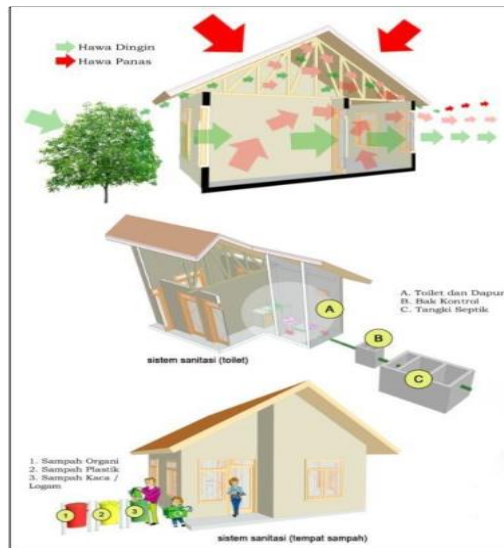 Hawa Dingin
Hawa Panas
A. Toilet dan Dapur
B. Bak Kontrol
C. Tangki Septik
A
B
C
sistem sanitasi (toilet)
1. Sampah Organi
2. Sampah Plastik
3. Sampah Kaca /
Logam
1
2
3
sistem sanitasi (tempat sampah)